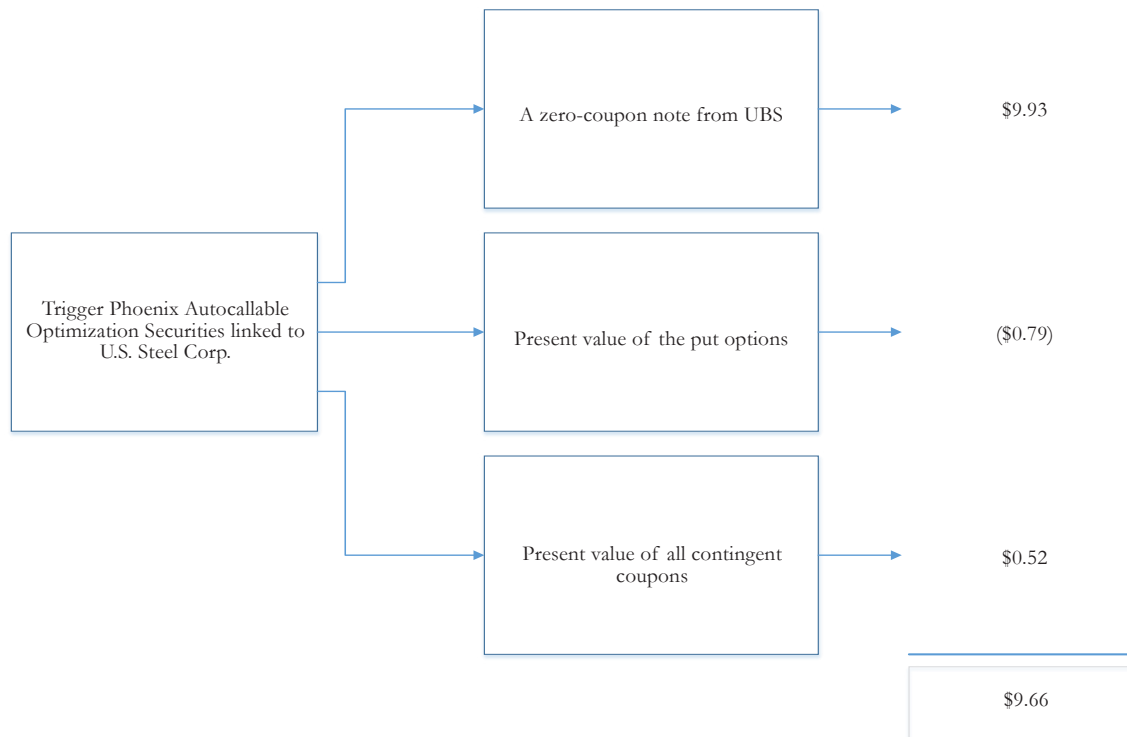 A zero-coupon note from UBS
$9.93
Trigger Phoenix Autocallable
Optimization Securities linked to
U.S. Steel Corp.
Present value of the put options
($0.79)
Present value of all contingent
coupons
$0.52
$9.66